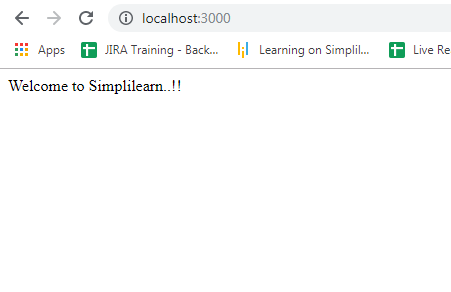 localhost:3000
Apps JIRA Training - Back... Learning on Simplil... Live Re
Welcome to Simplilearn..!!